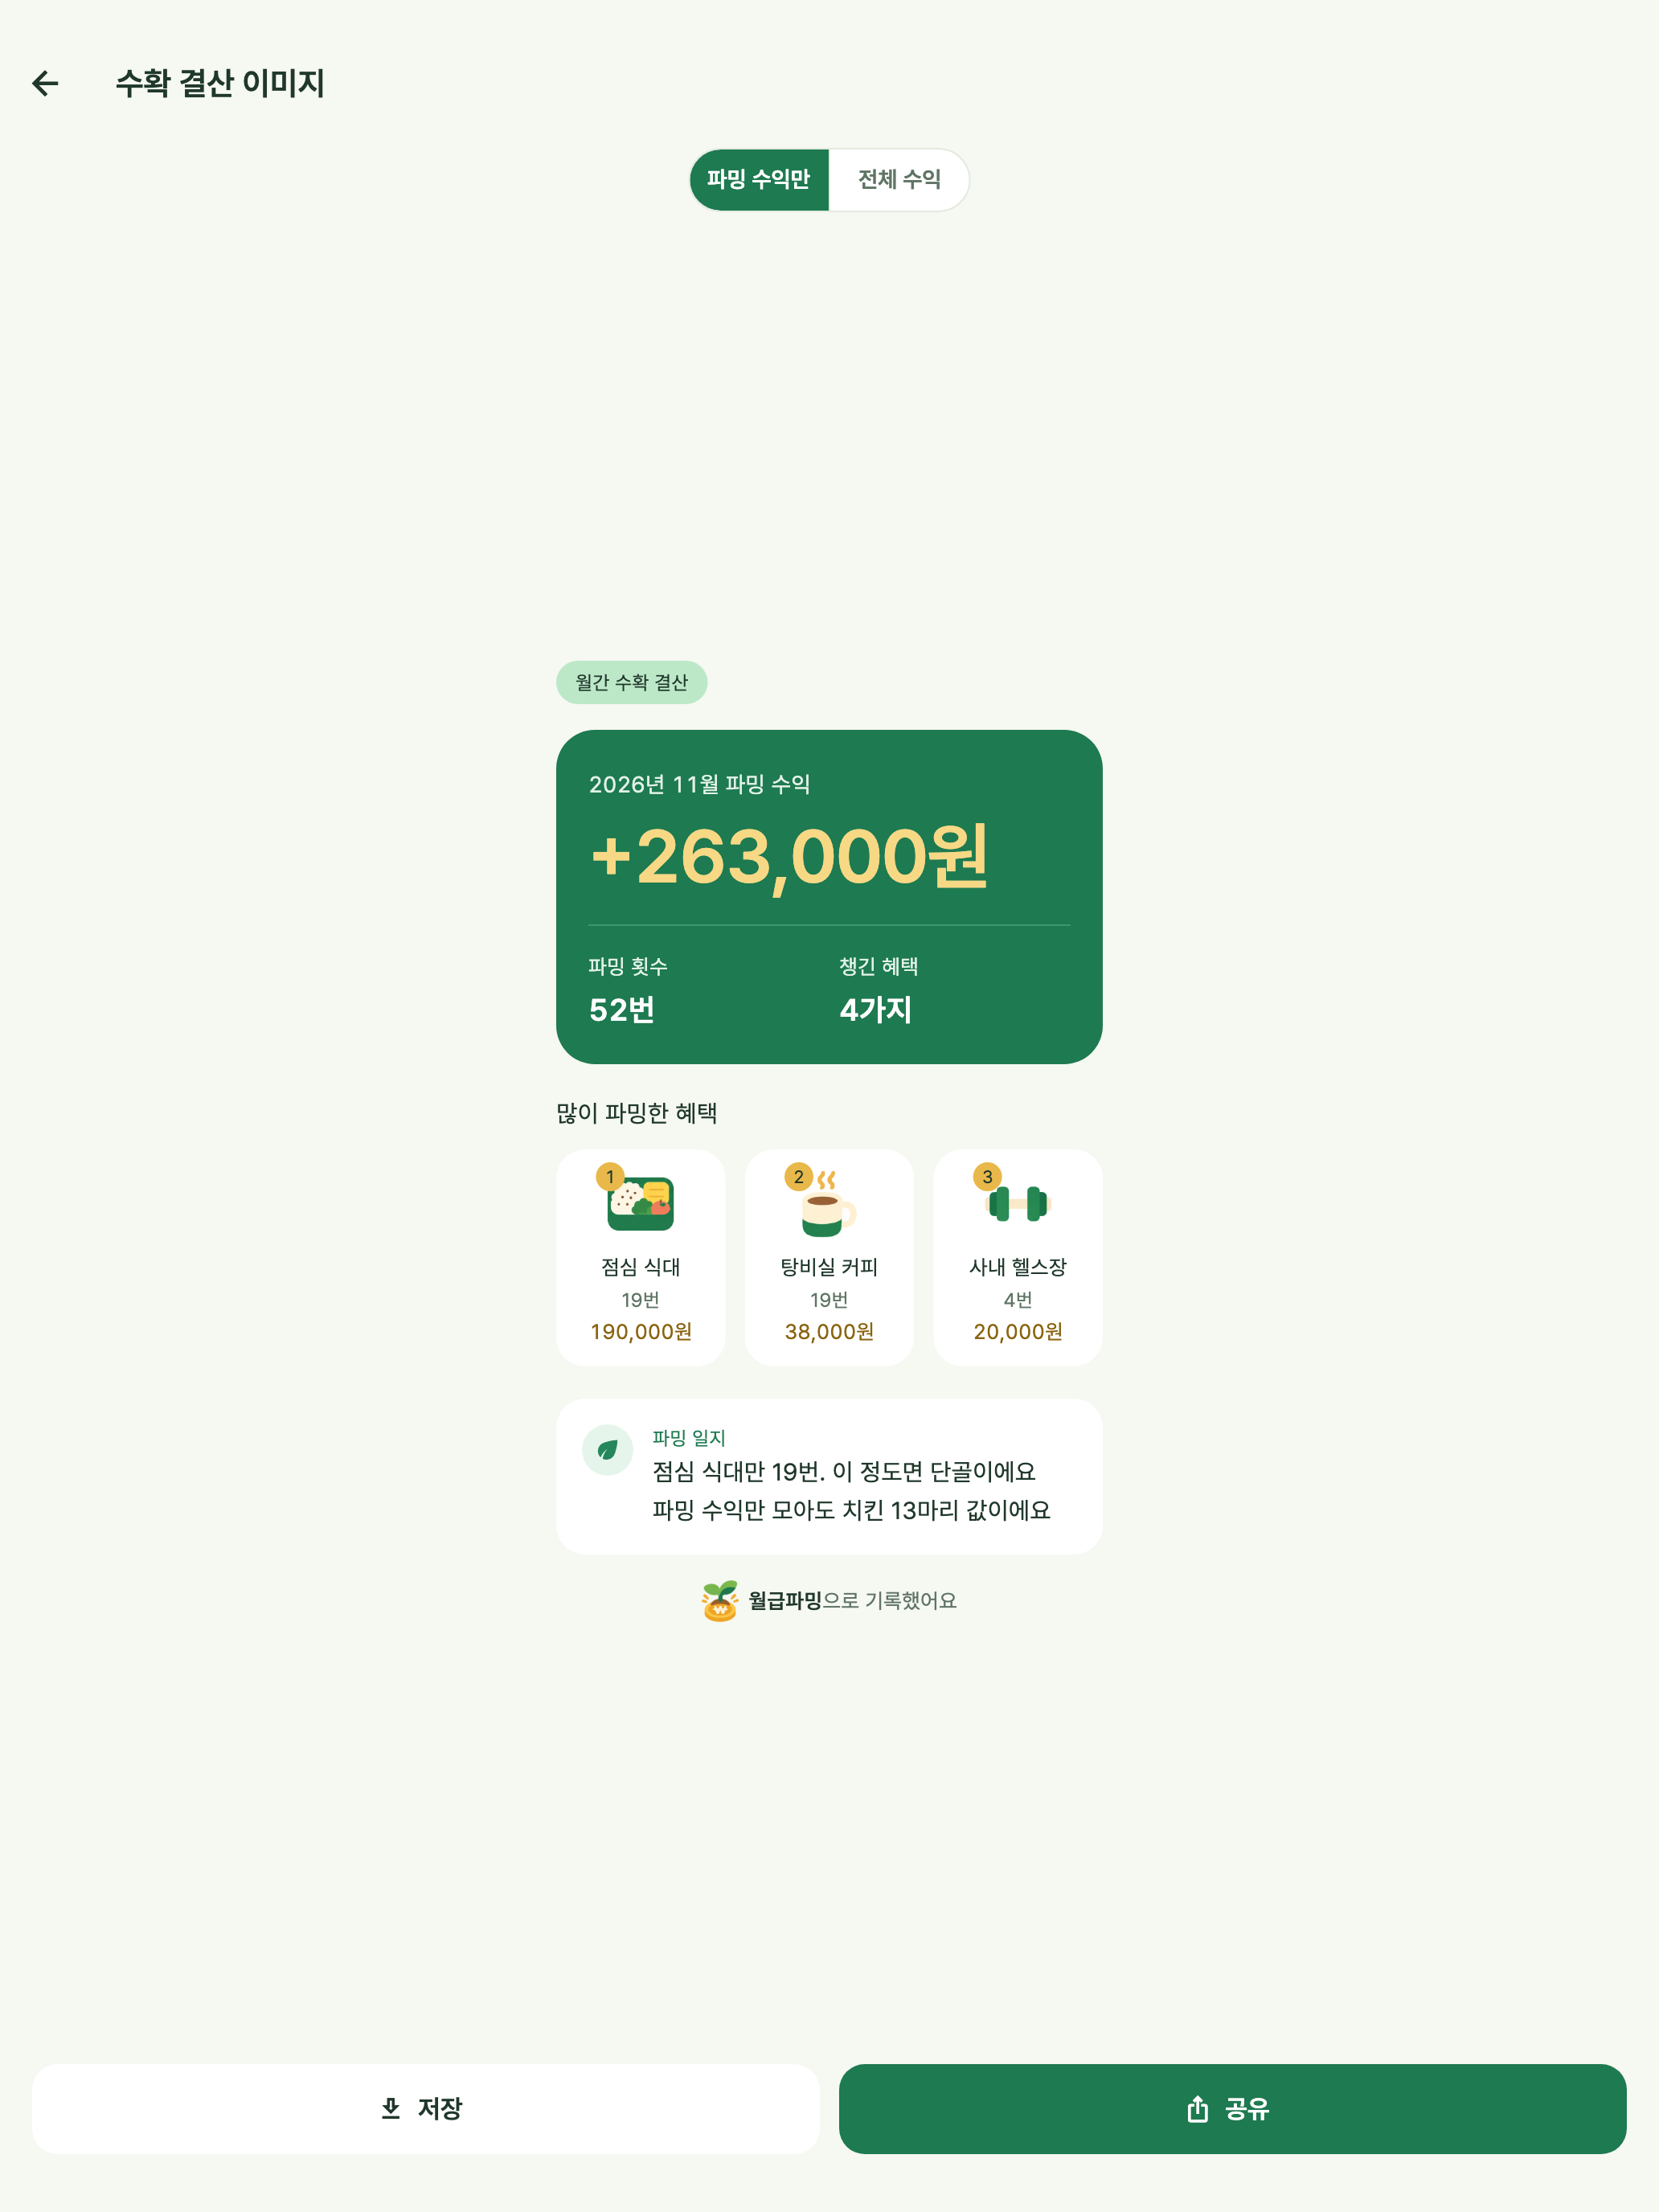 수확 결산 이미지
파밍 수익만 전체 수익
월간 수확 결산
2026년 11월 파밍 수익
+263,000원
파밍 횟수 챙긴 혜택
52번 4가지
많이 파밍한 혜택
1 2 3
점심 식대 탕비실 커피 사내 헬스장
19번 19번 4번
190,000원 38,000원 20,000원
파밍 일지
점심 식대만 19번. 이 정도면 단골이에요
파밍 수익만 모아도 치킨 13마리 값이에요
₩ 월급파밍으로 기록했어요
저장 공유